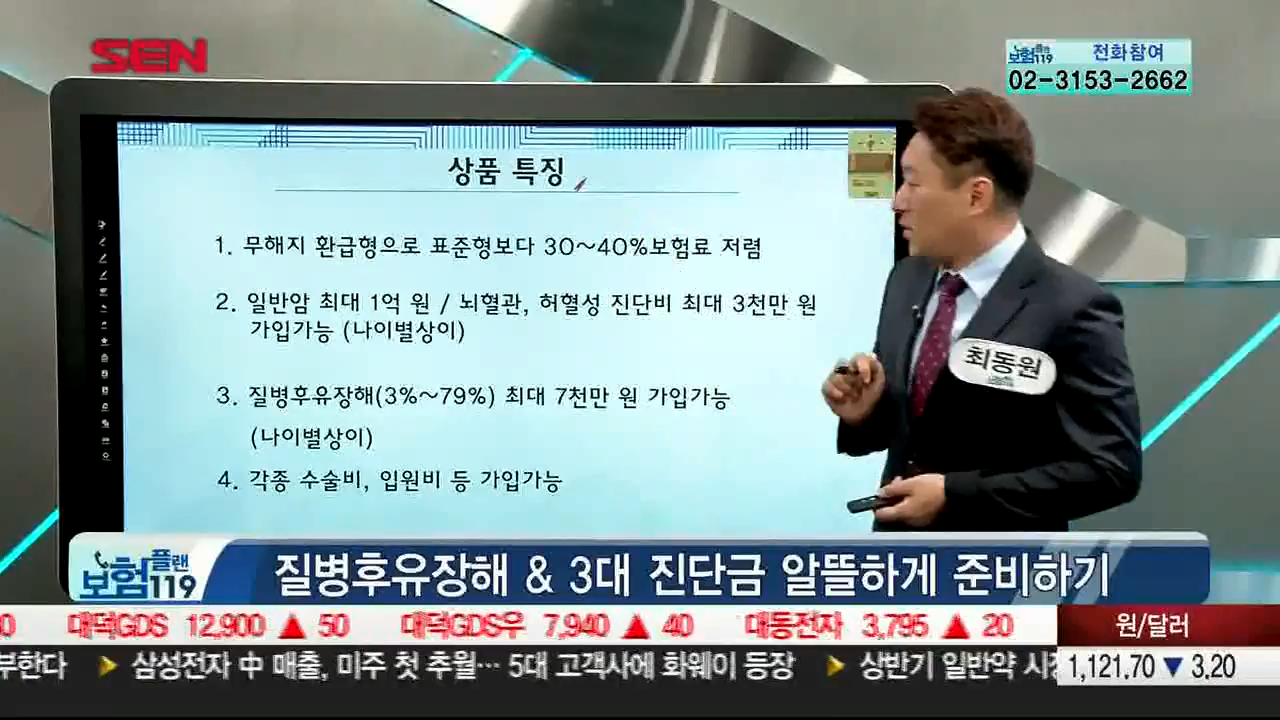 SEN
보험플랜119 전화참여
02-3153-2662
상품 특징
1. 무해지 환급형으로 표준형보다 30~40%보험료 저렴
2. 일반암 최대 1억 원 / 뇌혈관, 허혈성 진단비 최대 3천만 원
가입가능 (나이별상이)
3. 질병후유장해(3%~79%) 최대 7천만 원 가입가능
(나이별상이)
4. 각종 수술비, 입원비 등 가입가능
최동원
보험플랜119
질병후유장해 & 3대 진단금 알뜰하게 준비하기
0 대덕GDS 12,900 ▲ 50 대덕GDS우 7,940 ▲ 40 대동전자 3,795 ▲ 20
원/달러
부한다 ▶ 삼성전자 中 매출, 미주 첫 추월… 5대 고객사에 화웨이 등장 ▶ 상반기 일반약 시장
1,121.70 ▼ 3.20